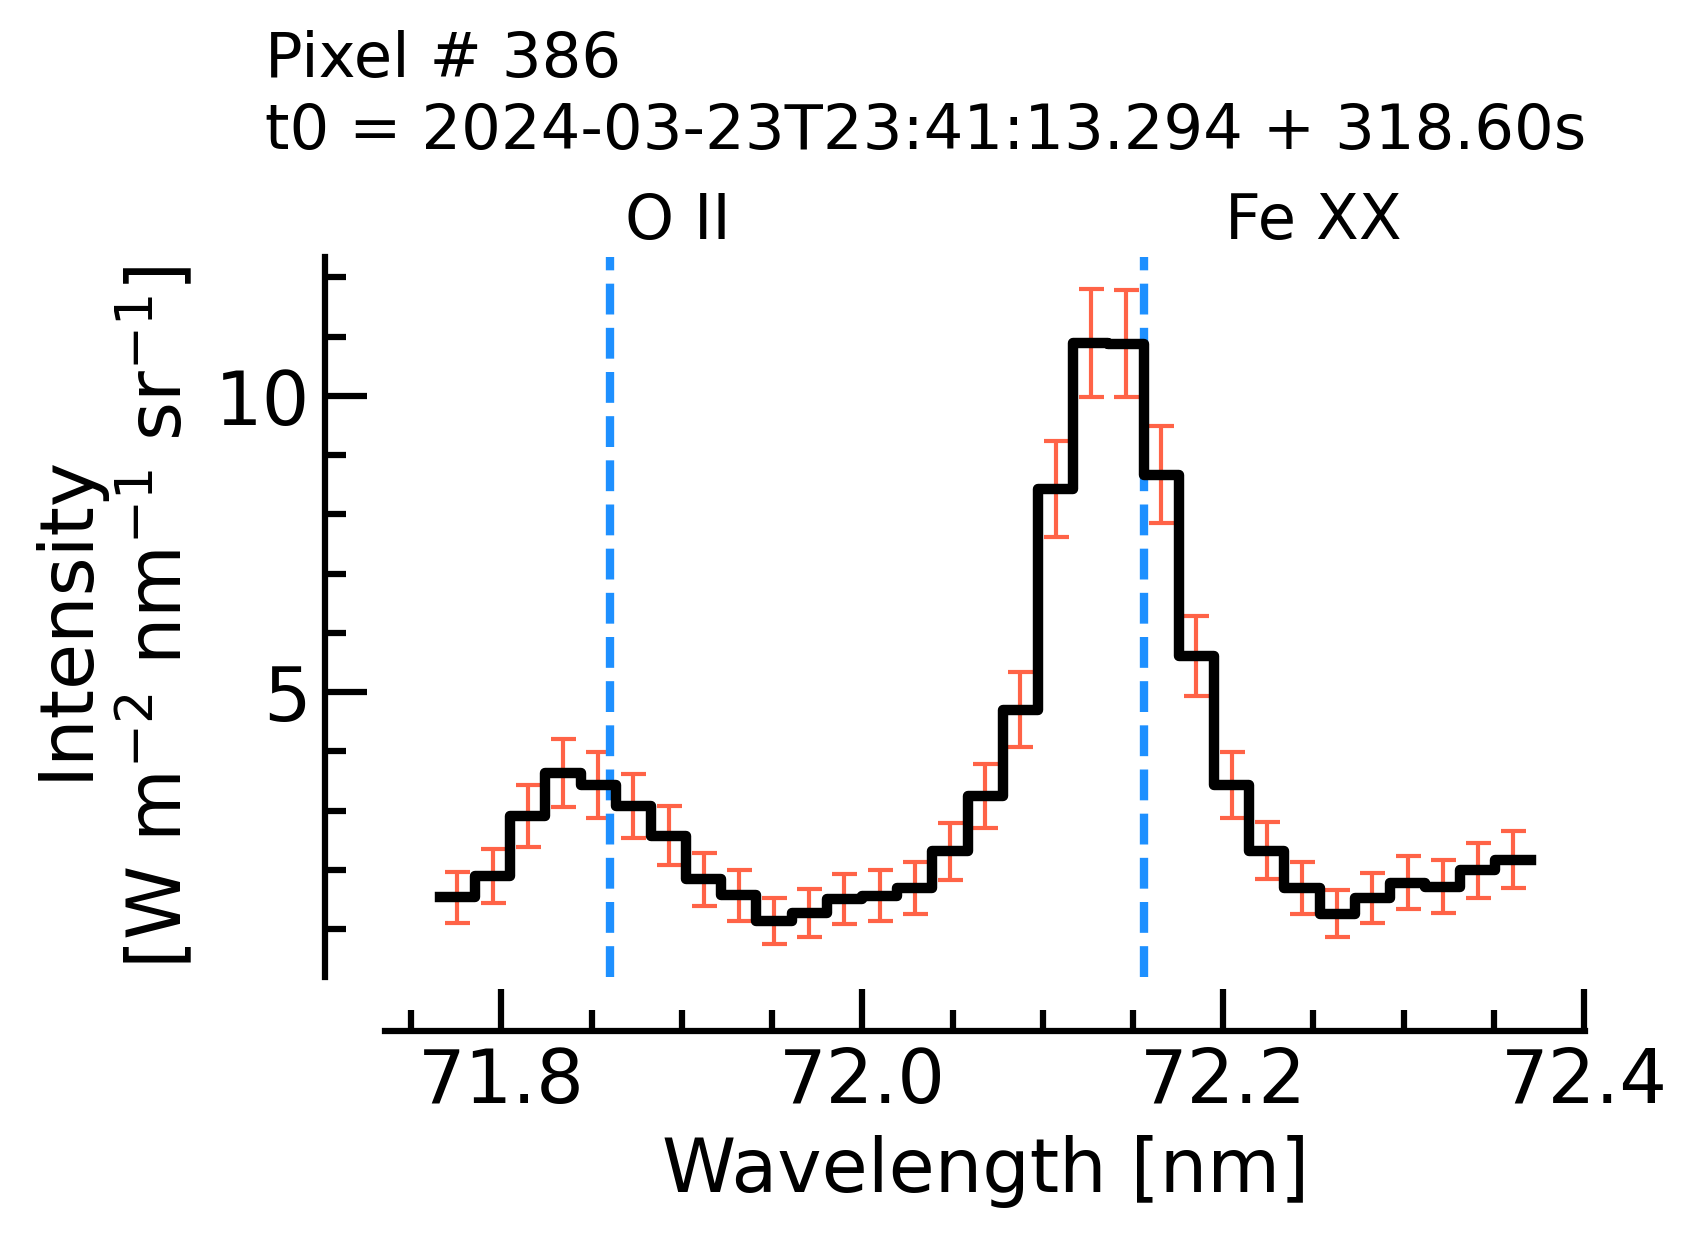 Pixel # 386
t0 = 2024-03-23T23:41:13.294 + 318.60s
O II
Fe XX
Intensity
[W m⁻² nm⁻¹ sr⁻¹]
10
5
71.8 72.0 72.2 72.4
Wavelength [nm]